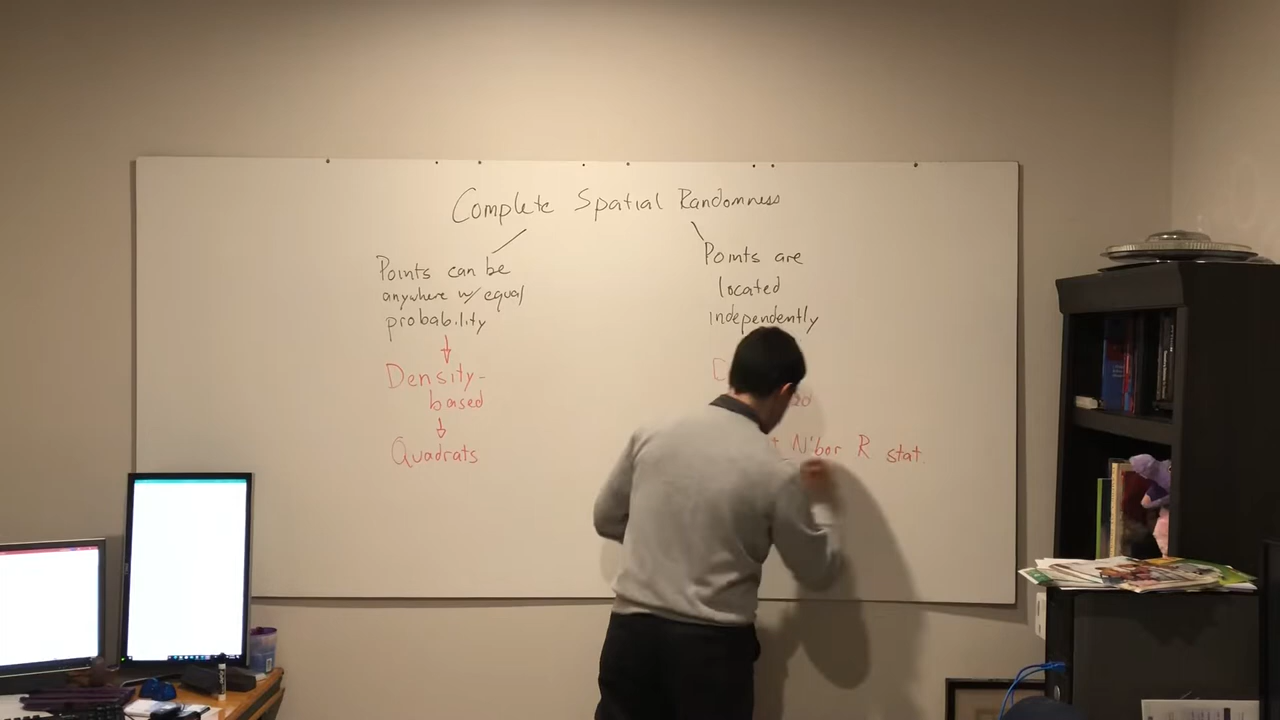 Complete Spatial Randomness
Points can be
anywhere w/ equal
probability
Density-
based
Quadrats
Points are
located
independently
N'bor R stat.